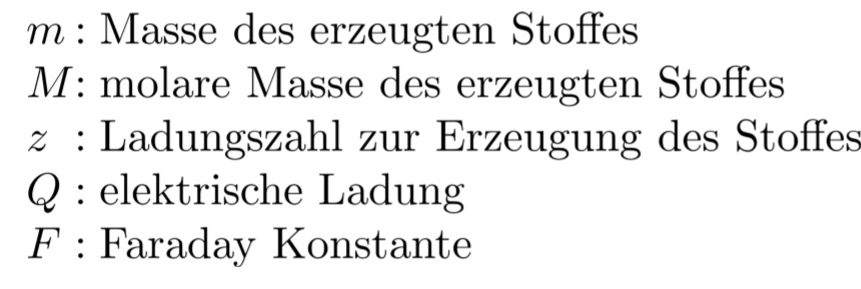 m : Masse des erzeugten Stoffes
M: molare Masse des erzeugten Stoffes
z : Ladungszahl zur Erzeugung des Stoffes
Q : elektrische Ladung
F : Faraday Konstante